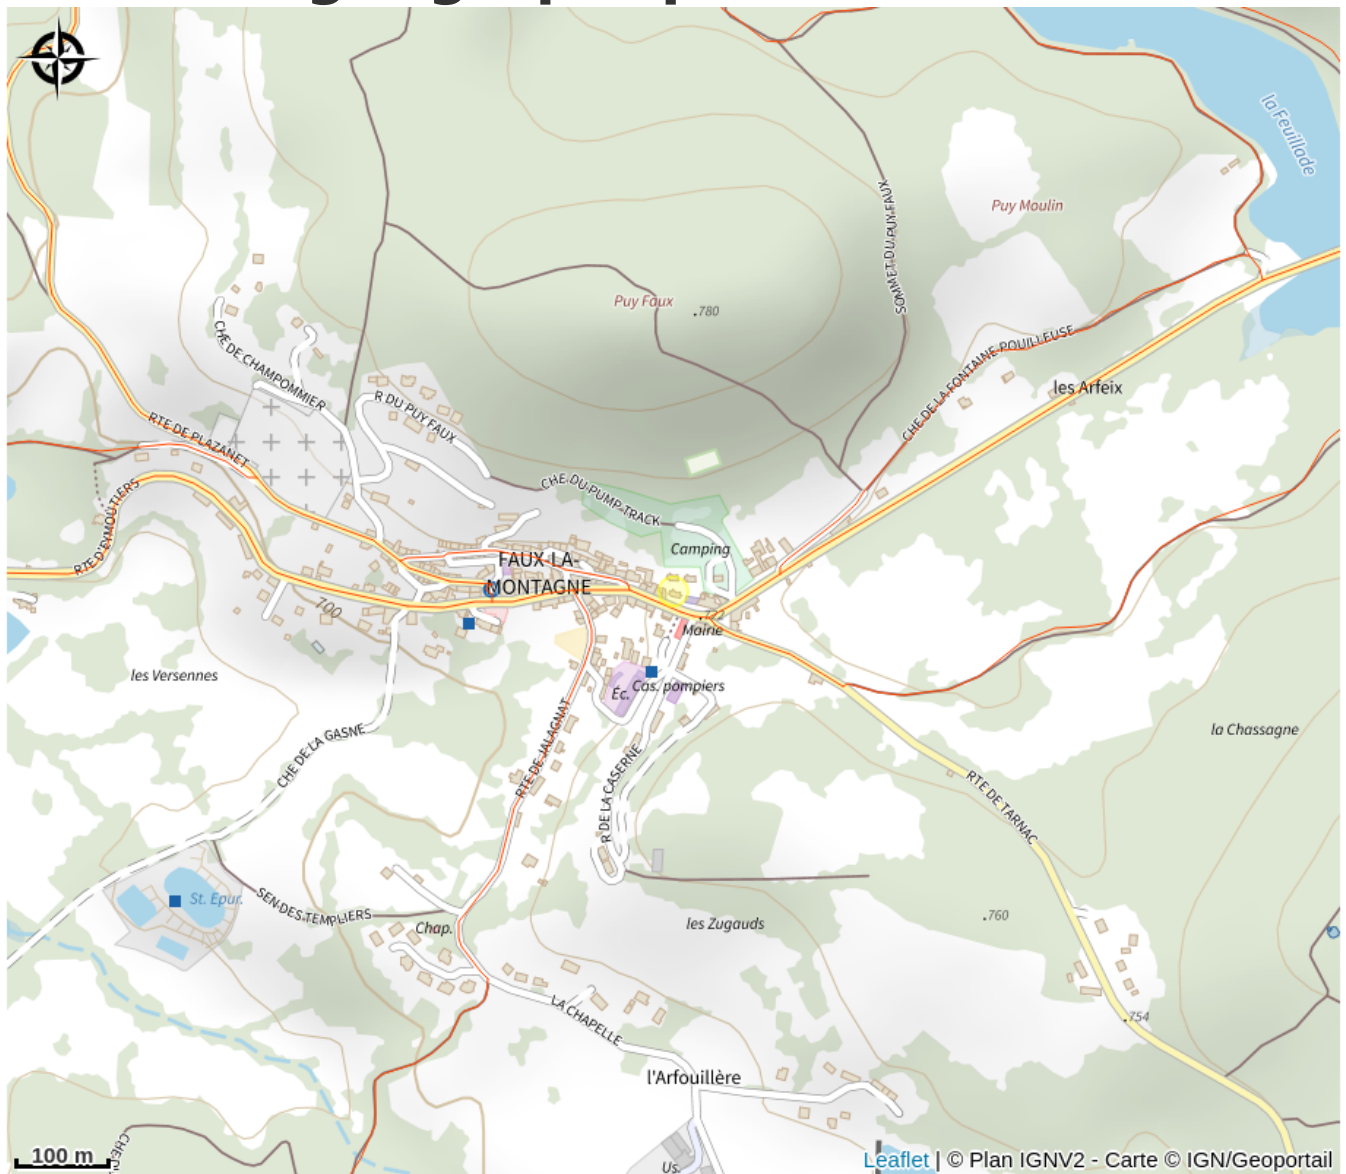 la Feuillade
Puy Moulin
SOMMET DU PUY FAUX
Puy Faux
.780
CHE DE CHAMPOMMIER
CHE DE LA FONTAINE POUILLEUSE
les Arfeix
R DU PUY FAUX
RTE DE PLAZANET
CHE DU PUMP TRACK
RTE D'EYMOUTIERS
Camping
FAUX-LA-
MONTAGNE
700
722
Mairie
les Versennes
Éc.
Cas. pompiers
la Chassagne
CHE DE LA GASNE
RTE DE JALAGNAT
R DE LA CASERNE
RTE DE TARNAC
St. Epur.
SEN DES TEMPLIERS
Chap.
les Zugauds
.760
LA CHAPELLE
.754
l'Arfouillère
100 m
Us.
Leaflet | © Plan IGNV2 - Carte © IGN/Geoportail